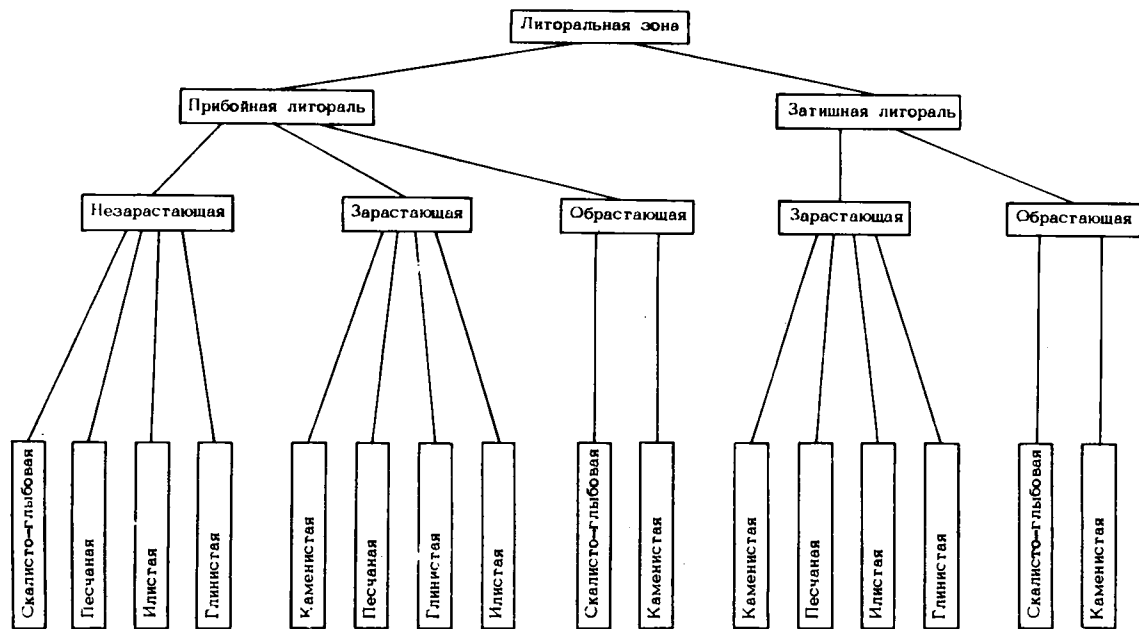 Литоральная зона
Прибойная литораль
Затишная литораль
Незарастающая
Зарастающая
Обрастающая
Зарастающая
Обрастающая
Скалисто-глыбовая
Песчаная
Илистая
Глинистая
Каменистая
Песчаная
Глинистая
Илистая
Скалисто-глыбовая
Каменистая
Каменистая
Песчаная
Илистая
Глинистая
Скалисто-глыбовая
Каменистая